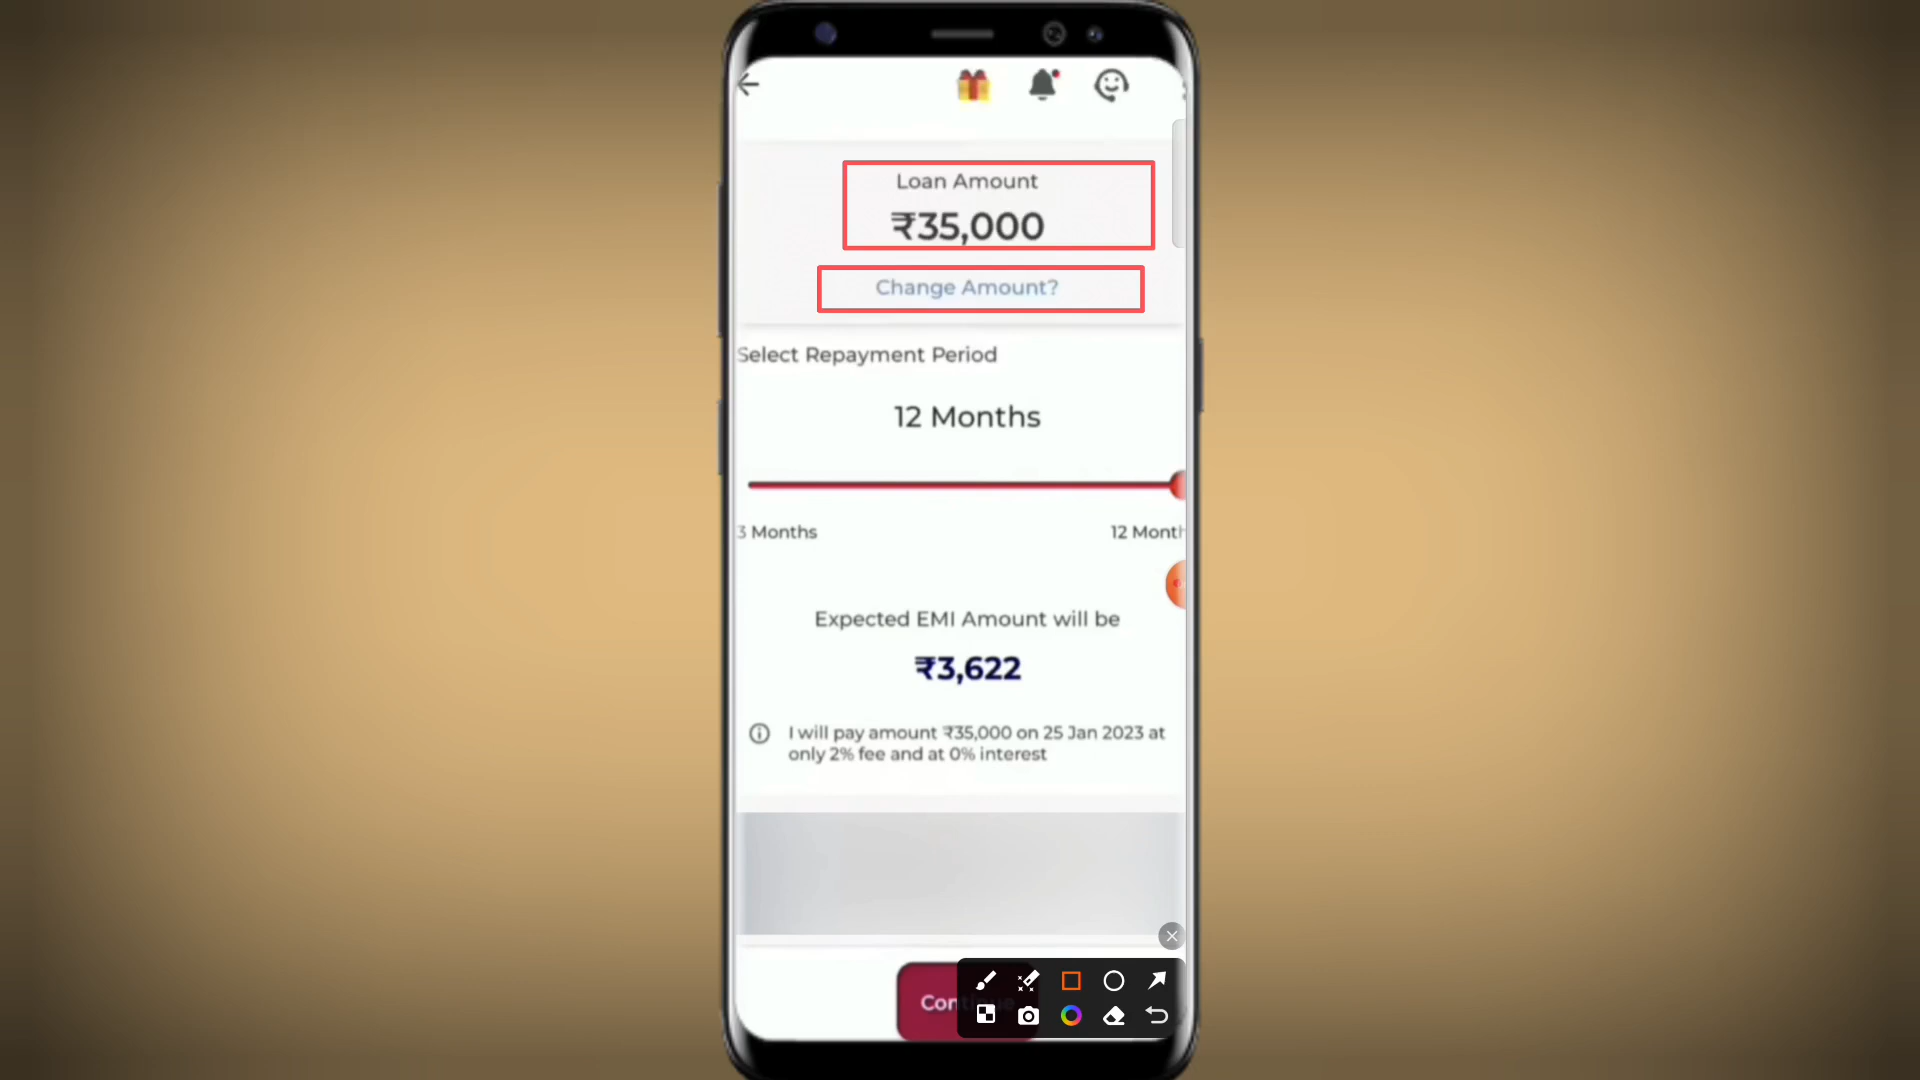 Loan Amount
₹35,000
Change Amount?
Select Repayment Period
12 Months
3 Months
12 Month
Expected EMI Amount will be
₹3,622
I will pay amount ₹35,000 on 25 Jan 2023 at
only 2% fee and at 0% interest
Continue